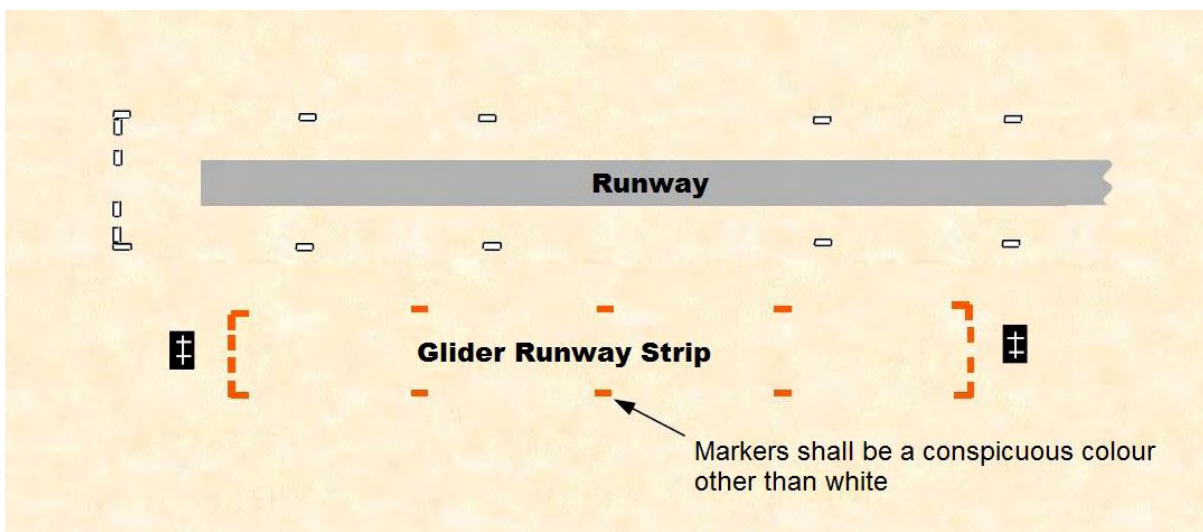 Runway
Glider Runway Strip
Markers shall be a conspicuous colour
other than white